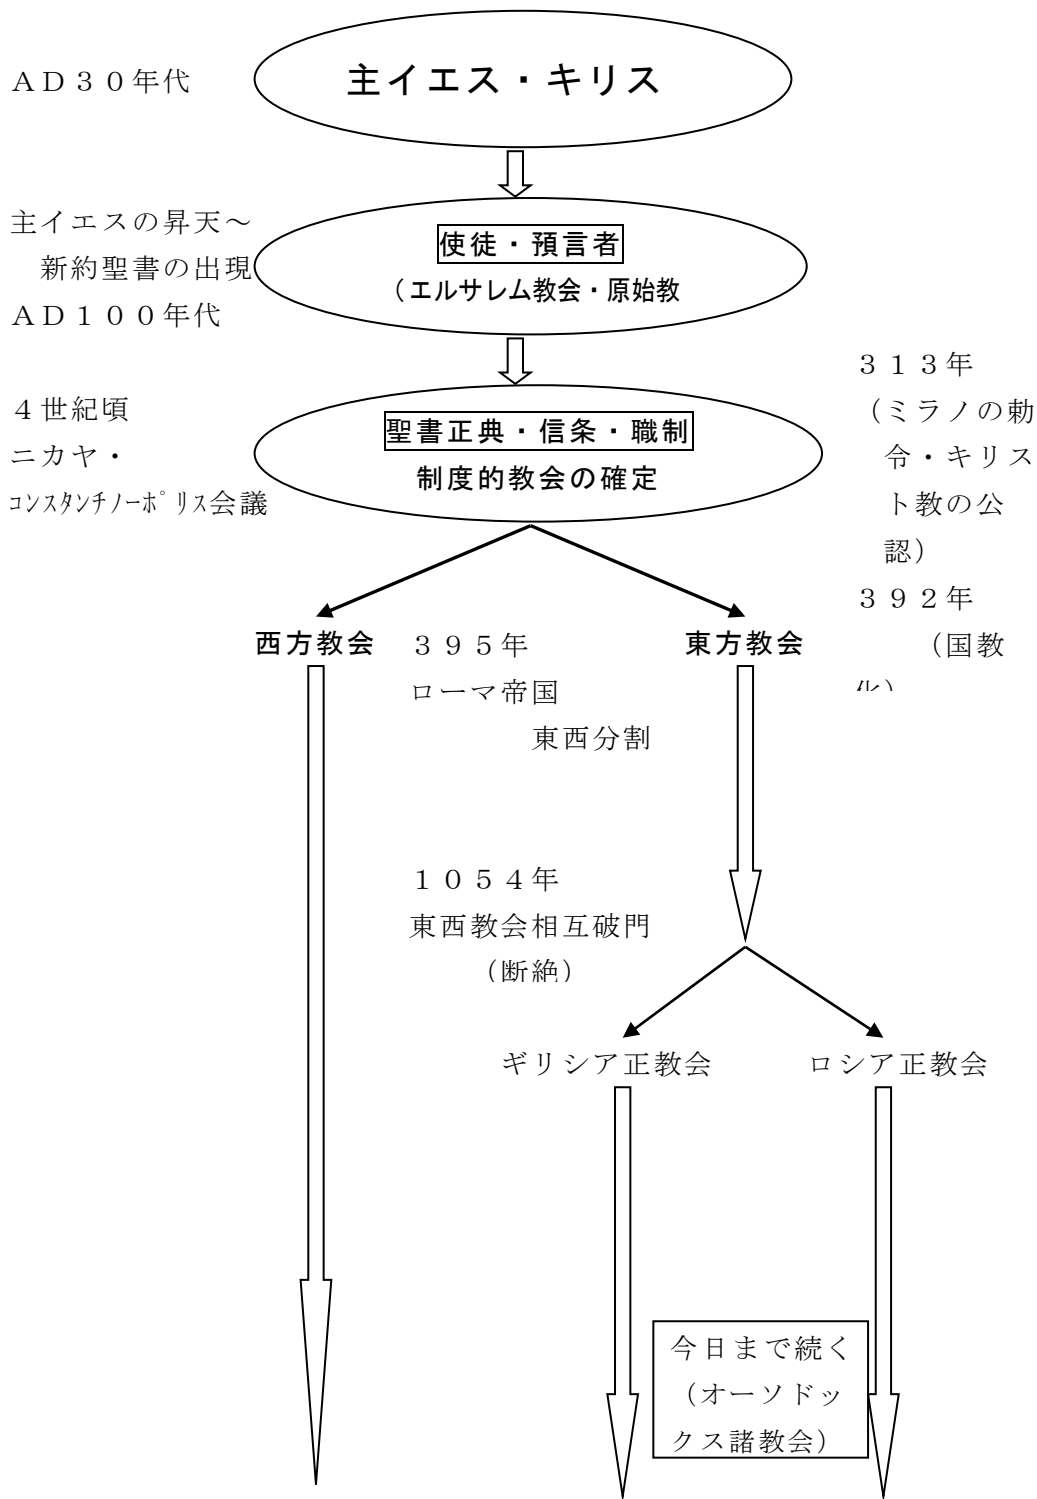 ＡＤ３０年代
主イエス・キリス
主イエスの昇天～
新約聖書の出現
ＡＤ１００年代
使徒・預言者
（エルサレム教会・原始教
４世紀頃
ニカヤ・
ｺﾝｽﾀﾝﾁﾉｰﾎﾟﾘｽ会議
聖書正典・信条・職制
制度的教会の確定
３１３年
（ミラノの勅
令・キリス
ト教の公
認）
３９２年
（国教
化）
西方教会
３９５年
ローマ帝国
東西分割
東方教会
１０５４年
東西教会相互破門
（断絶）
ギリシア正教会
ロシア正教会
今日まで続く
（オーソドッ
クス諸教会）